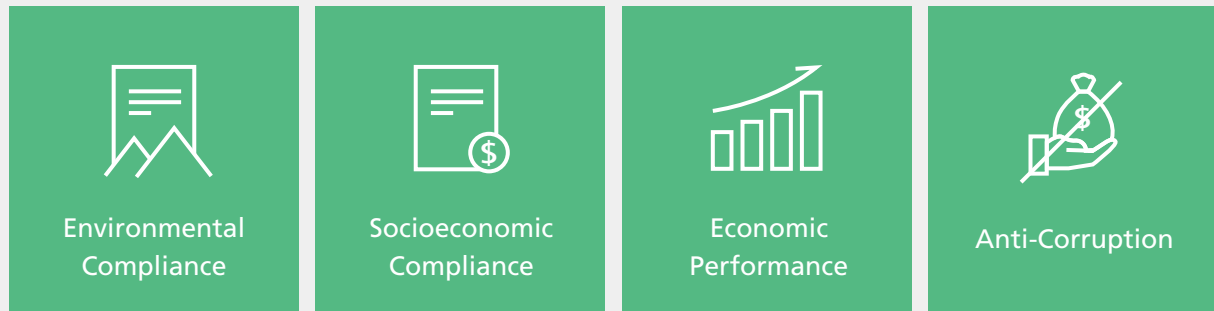 Environmental
Compliance
$
Socioeconomic
Compliance
Economic
Performance
$
Anti-Corruption